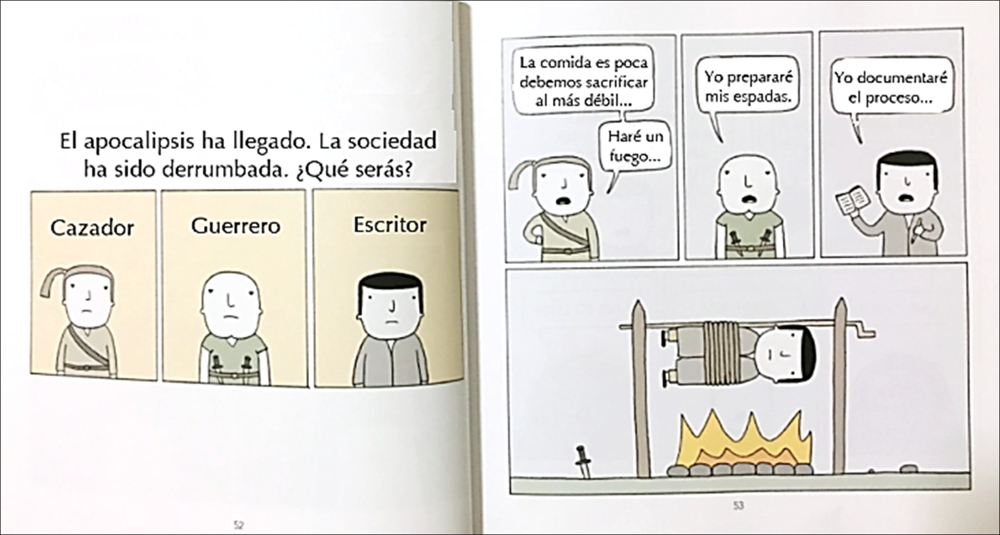 El apocalipsis ha llegado. La sociedad
ha sido derrumbada. ¿Qué serás?
Cazador
Guerrero
Escritor
52
La comida es poca
debemos sacrificar
al más débil...
Haré un
fuego...
Yo prepararé
mis espadas.
Yo documentaré
el proceso...
53